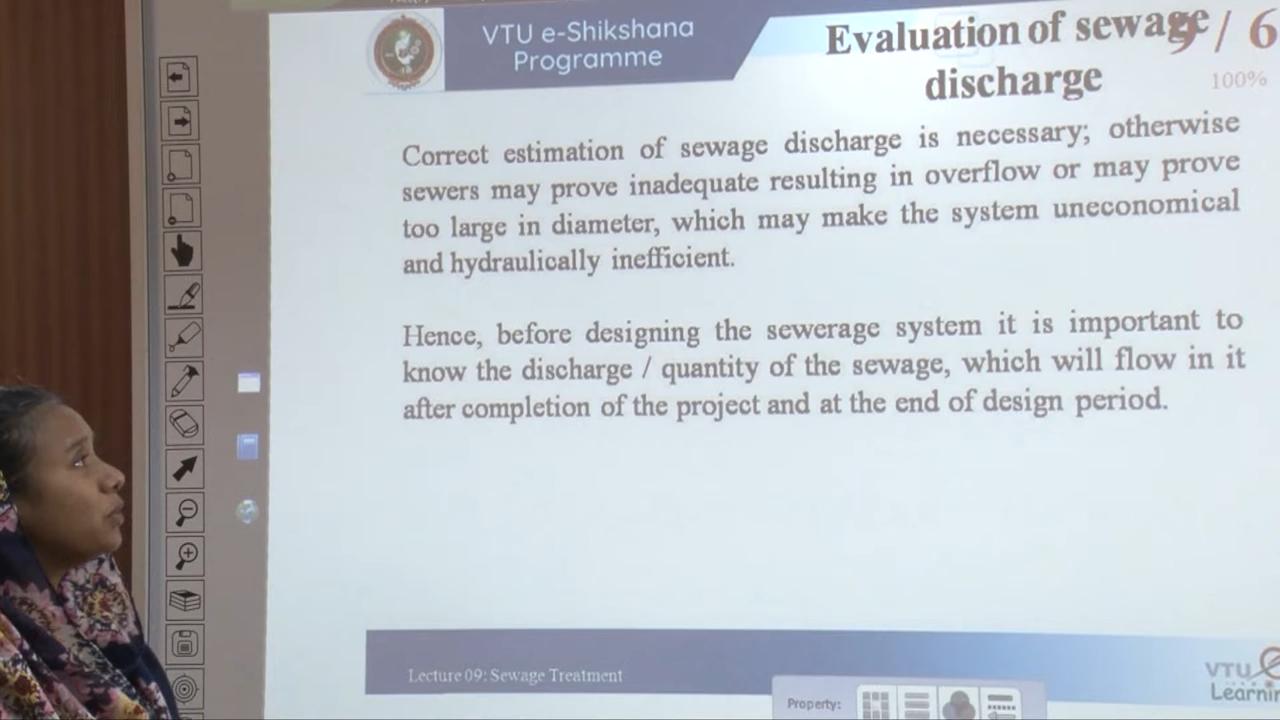 VTU e-Shikshana
Programme
Evaluation of sewage
discharge
9 / 6
100%
Correct estimation of sewage discharge is necessary; otherwise
sewers may prove inadequate resulting in overflow or may prove
too large in diameter, which may make the system uneconomical
and hydraulically inefficient.
Hence, before designing the sewerage system it is important to
know the discharge / quantity of the sewage, which will flow in it
after completion of the project and at the end of design period.
Lecture 09: Sewage Treatment
VTU
Property: